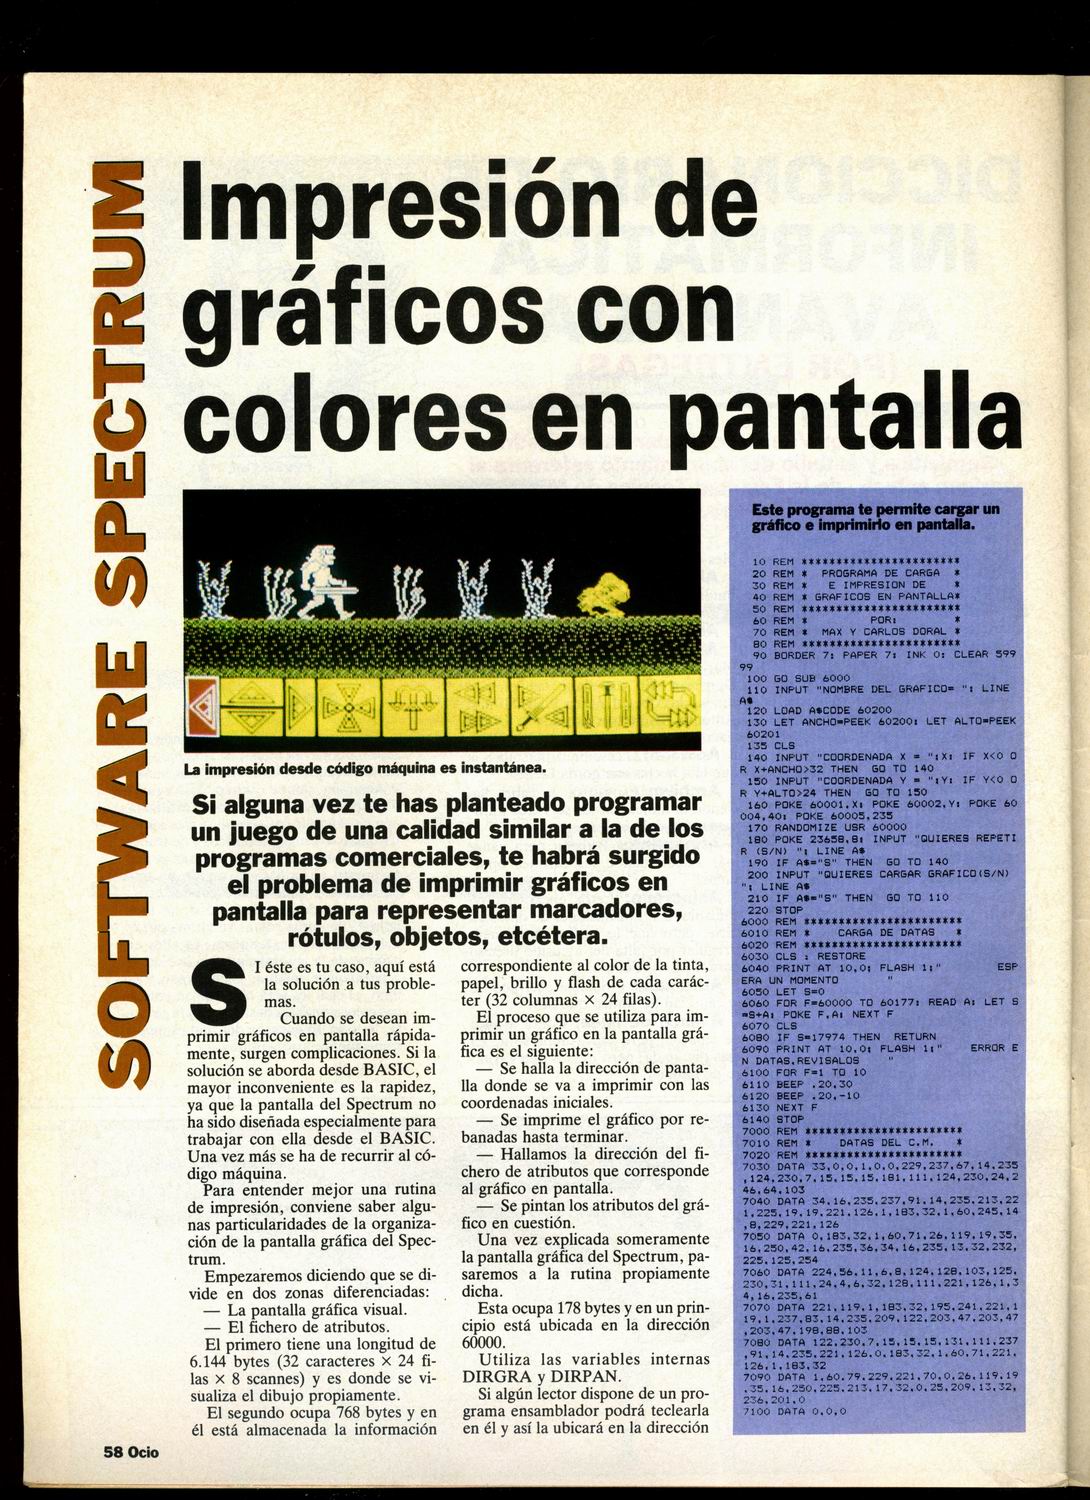 SOFTWARE SPECTRUM
Impresión de
gráficos con
colores en pantalla
La impresión desde código máquina es instantánea.
Si alguna vez te has planteado programar
un juego de una calidad similar a la de los
programas comerciales, te habrá surgido
el problema de imprimir gráficos en
pantalla para representar marcadores,
rótulos, objetos, etcétera.
SI éste es tu caso, aquí está
la solución a tus proble-
mas.
Cuando se desean im-
primir gráficos en pantalla rápida-
mente, surgen complicaciones. Si la
solución se aborda desde BASIC, el
mayor inconveniente es la rapidez,
ya que la pantalla del Spectrum no
ha sido diseñada especialmente para
trabajar con ella desde el BASIC.
Una vez más se ha de recurrir al có-
digo máquina.
Para entender mejor una rutina
de impresión, conviene saber algu-
nas particularidades de la organiza-
ción de la pantalla gráfica del Spec-
trum.
Empezaremos diciendo que se di-
vide en dos zonas diferenciadas:
— La pantalla gráfica visual.
— El fichero de atributos.
El primero tiene una longitud de
6.144 bytes (32 caracteres × 24 fi-
las × 8 scannes) y es donde se vi-
sualiza el dibujo propiamente.
El segundo ocupa 768 bytes y en
él está almacenada la información
correspondiente al color de la tinta,
papel, brillo y flash de cada carác-
ter (32 columnas × 24 filas).
El proceso que se utiliza para im-
primir un gráfico en la pantalla grá-
fica es el siguiente:
— Se halla la dirección de panta-
lla donde se va a imprimir con las
coordenadas iniciales.
— Se imprime el gráfico por re-
banadas hasta terminar.
— Hallamos la dirección del fi-
chero de atributos que corresponde
al gráfico en pantalla.
— Se pintan los atributos del grá-
fico en cuestión.
Una vez explicada someramente
la pantalla gráfica del Spectrum, pa-
saremos a la rutina propiamente
dicha.
Esta ocupa 178 bytes y en un prin-
cipio está ubicada en la dirección
60000.
Utiliza las variables internas
DIRGRA y DIRPAN.
Si algún lector dispone de un pro-
grama ensamblador podrá teclearla
en él y así la ubicará en la dirección
Este programa te permite cargar un
gráfico e imprimirlo en pantalla.
10 REM ***********************
20 REM * PROGRAMA DE CARGA *
30 REM * E IMPRESION DE *
40 REM * GRAFICOS EN PANTALLA*
50 REM ***********************
60 REM * POR: *
70 REM * MAX Y CARLOS DORAL *
80 REM ***********************
90 BORDER 7: PAPER 7: INK 0: CLEAR 599
99
100 GO SUB 6000
110 INPUT "NOMBRE DEL GRAFICO= "; LINE
A$
120 LOAD A$CODE 60200
130 LET ANCHO=PEEK 60200: LET ALTO=PEEK
60201
135 CLS
140 INPUT "COORDENADA X = ";X: IF X<0 O
R X+ANCHO>32 THEN GO TO 140
150 INPUT "COORDENADA Y = ";Y: IF Y<0 O
R Y+ALTO>24 THEN GO TO 150
160 POKE 60001,X: POKE 60002,Y: POKE 60
004,40: POKE 60005,235
170 RANDOMIZE USR 60000
180 POKE 23658,8: INPUT "QUIERES REPETI
R (S/N) "; LINE A$
190 IF A$="S" THEN GO TO 140
200 INPUT "QUIERES CARGAR GRAFICO(S/N)
"; LINE A$
210 IF A$="S" THEN GO TO 110
220 STOP
6000 REM ***********************
6010 REM * CARGA DE DATAS *
6020 REM ***********************
6030 CLS : RESTORE
6040 PRINT AT 10,0; FLASH 1;" ESP
ERA UN MOMENTO "
6050 LET S=0
6060 FOR F=60000 TO 60177: READ A: LET S
=S+A: POKE F,A: NEXT F
6070 CLS
6080 IF S=17974 THEN RETURN
6090 PRINT AT 10,0; FLASH 1;" ERROR E
N DATAS,REVISALOS "
6100 FOR F=1 TO 10
6110 BEEP .20,30
6120 BEEP .20,-10
6130 NEXT F
6140 STOP
7000 REM ***********************
7010 REM * DATAS DEL C.M. *
7020 REM ***********************
7030 DATA 33,0,0,1,0,0,229,237,67,14,235
,124,230,7,15,15,15,181,111,124,230,24,2
46,64,103
7040 DATA 34,16,235,237,91,14,235,213,22
1,225,19,19,221,126,1,183,32,1,60,245,14
,8,229,221,126
7050 DATA 0,183,32,1,60,71,26,119,19,35,
16,250,42,16,235,36,34,16,235,13,32,232,
225,125,254
7060 DATA 224,56,11,6,8,124,128,103,125,
230,31,111,24,4,6,32,128,111,221,126,1,3
4,16,235,61
7070 DATA 221,119,1,183,32,195,241,221,1
19,1,237,83,14,235,209,122,203,47,203,47
,203,47,198,88,103
7080 DATA 122,230,7,15,15,15,131,111,237
,91,14,235,221,126,0,183,32,1,60,71,221,
126,1,183,32
7090 DATA 1,60,79,229,221,70,0,26,119,19
,35,16,250,225,213,17,32,0,25,209,13,32,
236,201,0
7100 DATA 0,0,0
58 Ocio